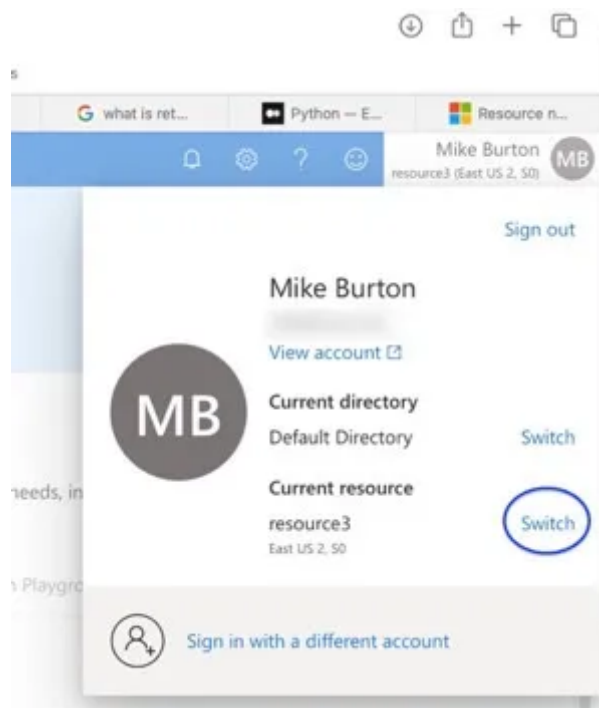 s
what is ret...
Python — E...
Resource n...
?
Mike Burton
MB
resource3 (East US 2, S0)
Sign out
Mike Burton
View account
MB
Current directory
Default Directory
Switch
Current resource
resource3
Switch
East US 2, S0
needs, in
Playgro
Sign in with a different account